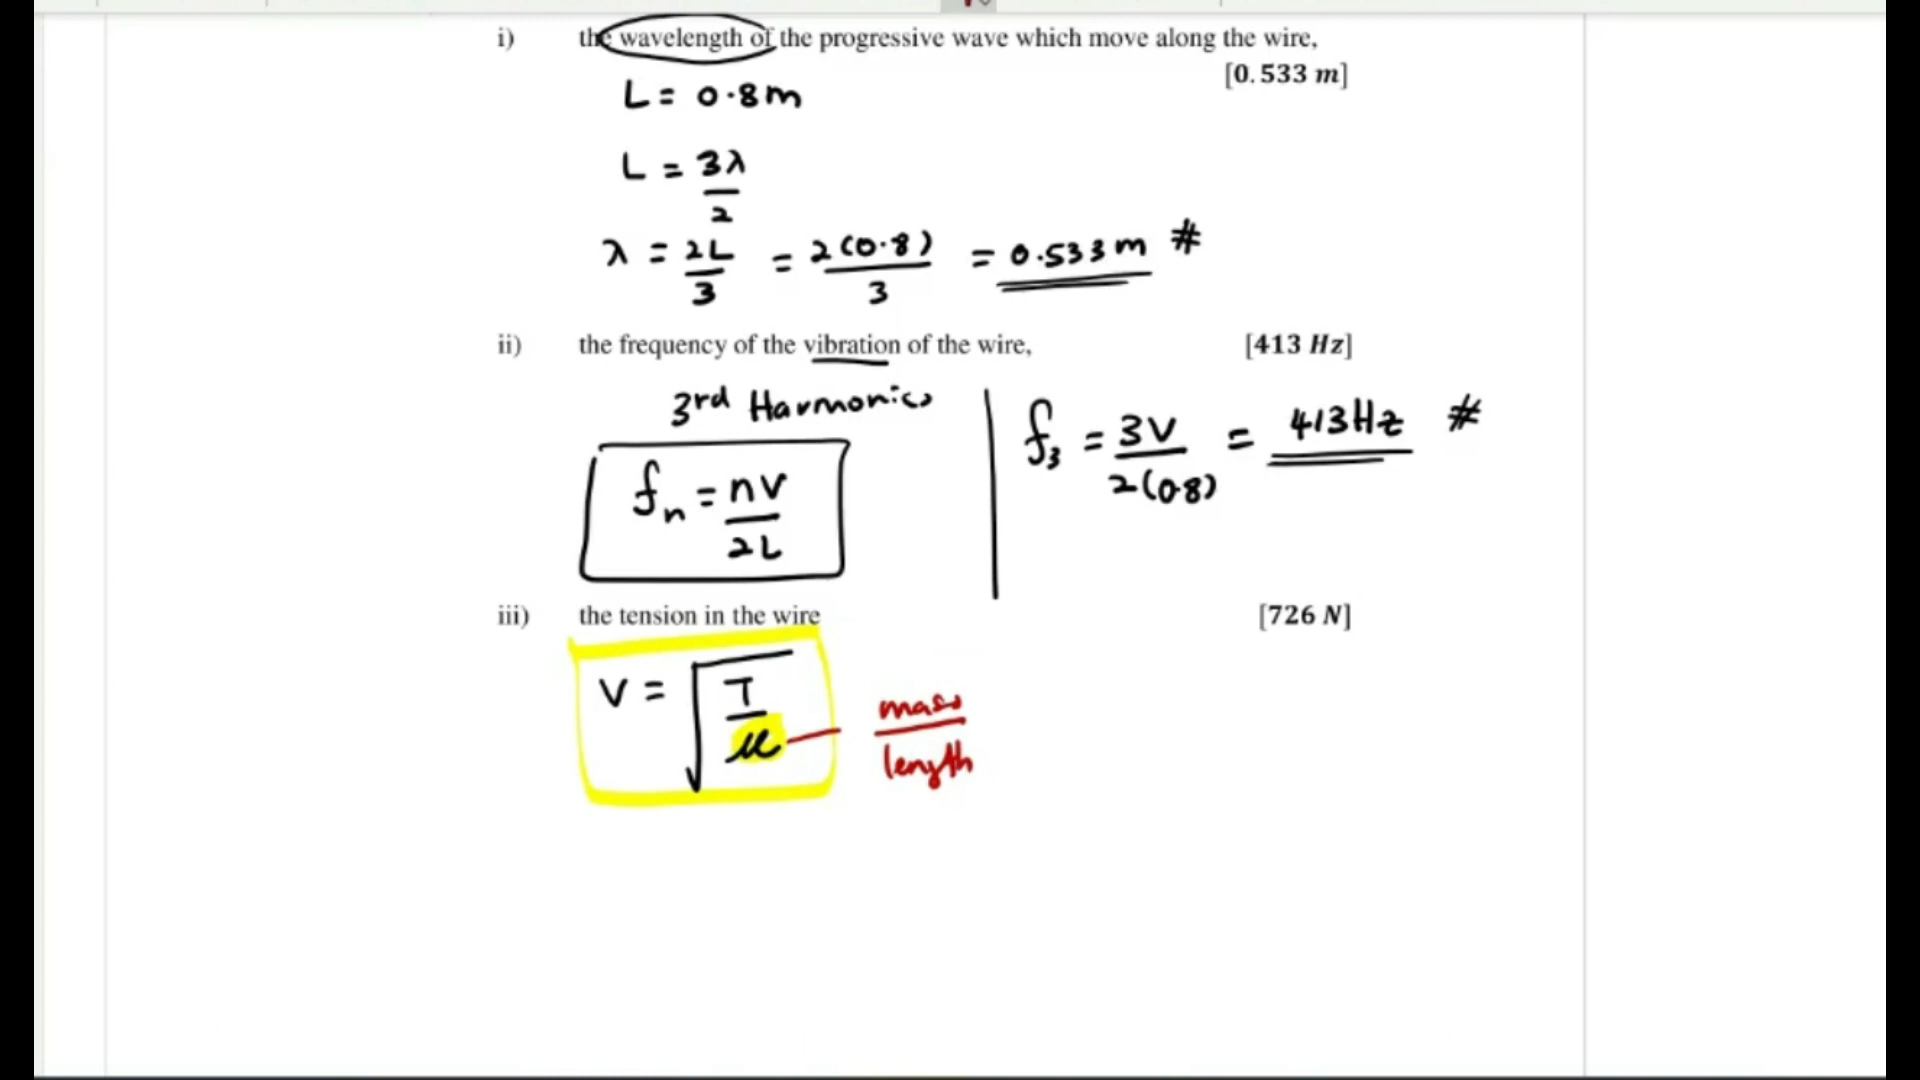 i) the wavelength of the progressive wave which move along the wire,
[0.533 m]
L = 0.8m
L = 3λ/2
λ = 2L/3 = 2(0.8)/3 = 0.533m #
ii) the frequency of the vibration of the wire, [413 Hz]
3rd Harmonics
fn = nv/2L
f3 = 3V/2(0.8) = 413Hz #
iii) the tension in the wire [726 N]
V = √T/μ
mass
length